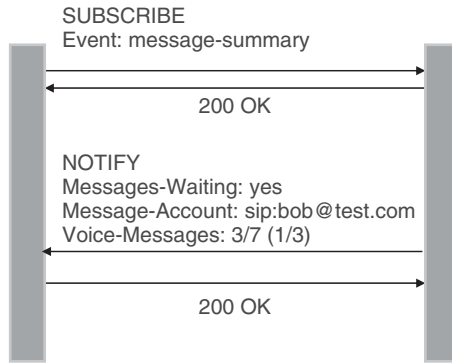 SUBSCRIBE
Event: message-summary
200 OK
NOTIFY
Messages-Waiting: yes
Message-Account: sip:bob@test.com
Voice-Messages: 3/7 (1/3)
200 OK